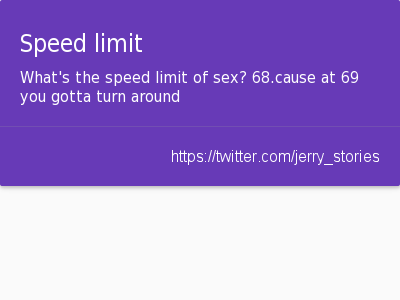 Speed limit
What's the speed limit of sex? 68.cause at 69
you gotta turn around
https://twitter.com/jerry_stories